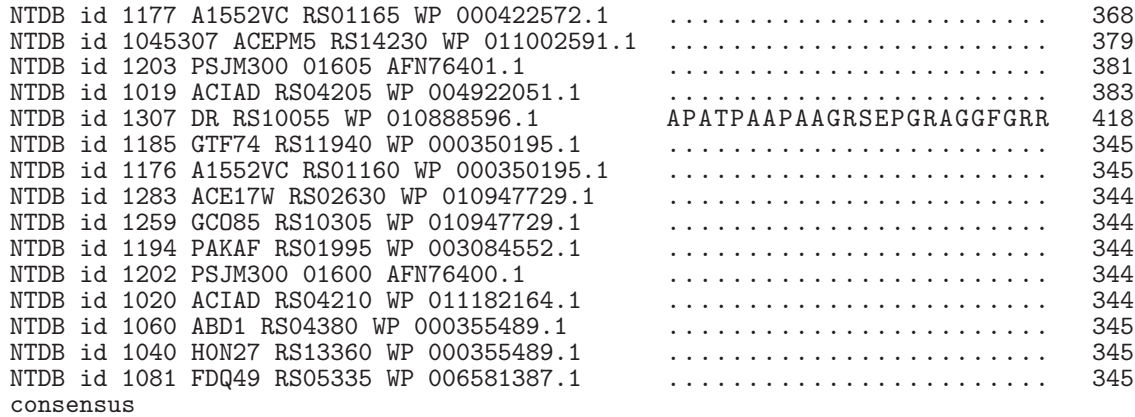 NTDB id 1177 A1552VC RS01165 WP 000422572.1 ........................ 368
NTDB id 1045307 ACEPM5 RS14230 WP 011002591.1 ........................ 379
NTDB id 1203 PSJM300 01605 AFN76401.1 ........................ 381
NTDB id 1019 ACIAD RS04205 WP 004922051.1 ........................ 383
NTDB id 1307 DR RS10055 WP 010888596.1 APATPAAPAAGRSEPGRAGGFGRR 418
NTDB id 1185 GTF74 RS11940 WP 000350195.1 ........................ 345
NTDB id 1176 A1552VC RS01160 WP 000350195.1 ........................ 345
NTDB id 1283 ACE17W RS02630 WP 010947729.1 ........................ 344
NTDB id 1259 GCO85 RS10305 WP 010947729.1 ........................ 344
NTDB id 1194 PAKAF RS01995 WP 003084552.1 ........................ 344
NTDB id 1202 PSJM300 01600 AFN76400.1 ........................ 344
NTDB id 1020 ACIAD RS04210 WP 011182164.1 ........................ 344
NTDB id 1060 ABD1 RS04380 WP 000355489.1 ........................ 345
NTDB id 1040 HON27 RS13360 WP 000355489.1 ........................ 345
NTDB id 1081 FDQ49 RS05335 WP 006581387.1 ........................ 345
consensus